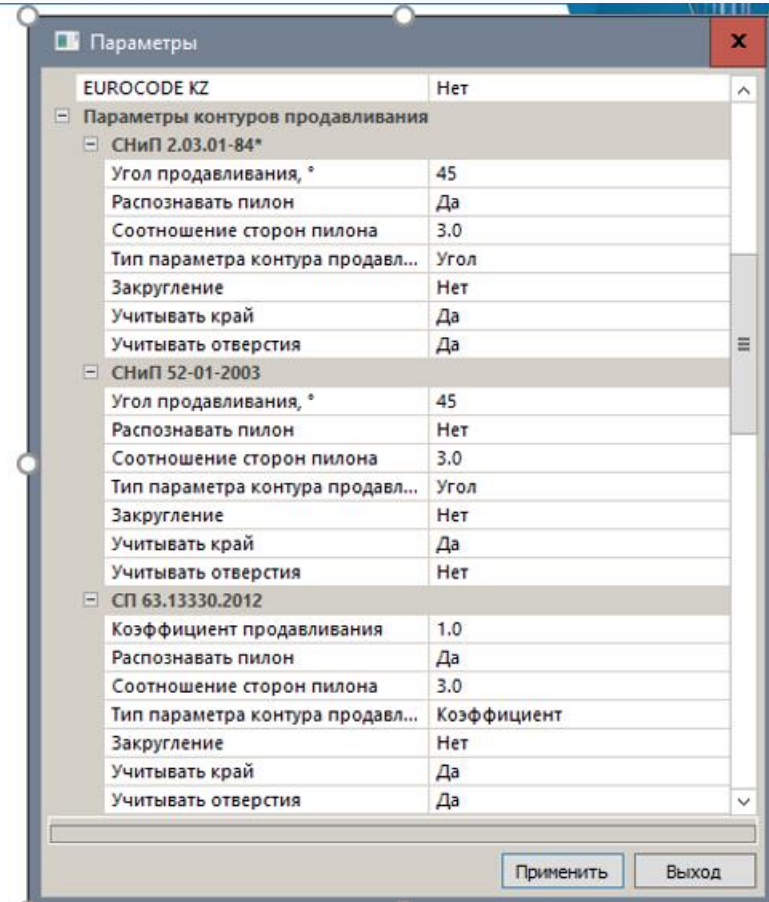 Параметры
x
EUROCODE KZ Нет
Параметры контуров продавливания
СНиП 2.03.01-84*
Угол продавливания, ° 45
Распознавать пилон Да
Соотношение сторон пилона 3.0
Тип параметра контура продавл... Угол
Закругление Нет
Учитывать край Да
Учитывать отверстия Да
СНиП 52-01-2003
Угол продавливания, ° 45
Распознавать пилон Нет
Соотношение сторон пилона 3.0
Тип параметра контура продавл... Угол
Закругление Нет
Учитывать край Да
Учитывать отверстия Нет
СП 63.13330.2012
Коэффициент продавливания 1.0
Распознавать пилон Да
Соотношение сторон пилона 3.0
Тип параметра контура продавл... Коэффициент
Закругление Нет
Учитывать край Да
Учитывать отверстия Да
Применить Выход